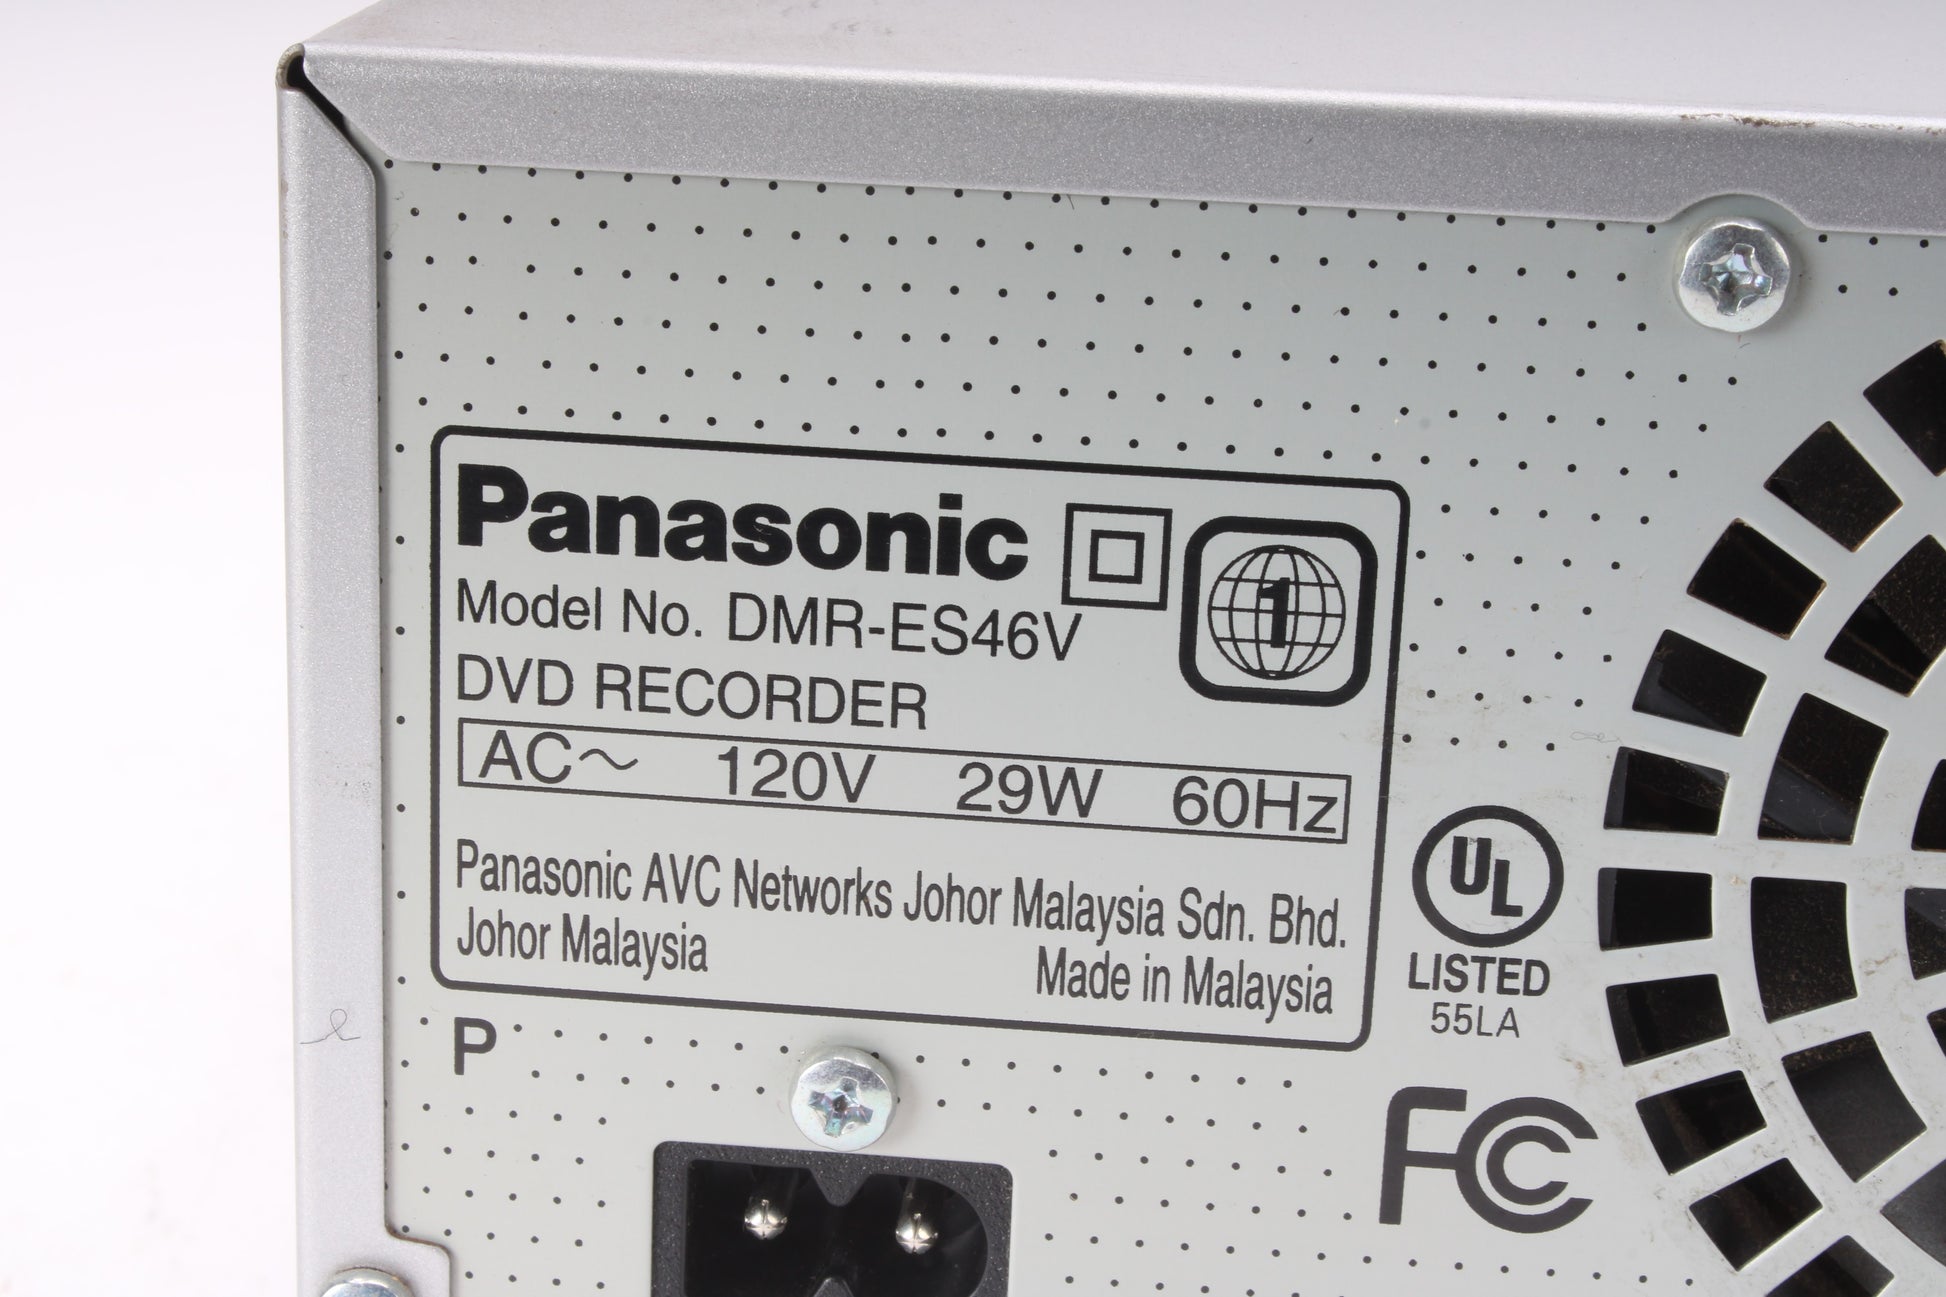 Panasonic
1
Model No. DMR-ES46V
DVD RECORDER
AC～ 120V 29W 60Hz
Panasonic AVC Networks Johor Malaysia Sdn. Bhd.
Johor Malaysia Made in Malaysia
UL
LISTED
55LA
P
FC